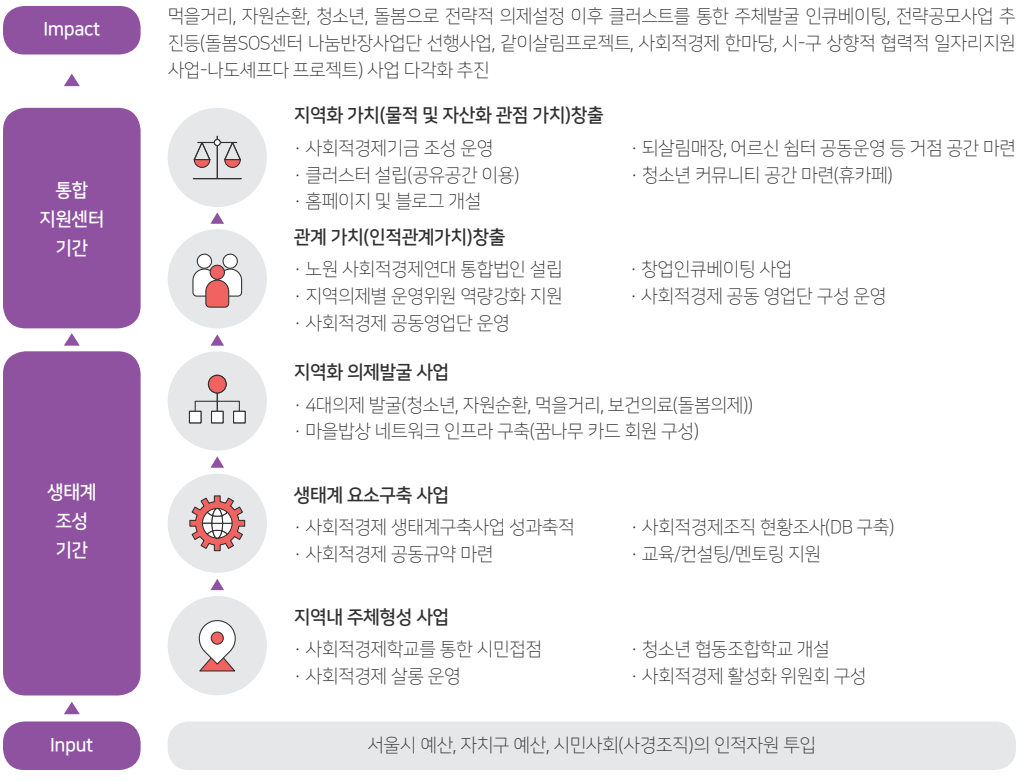 Impact
먹을거리, 자원순환, 청소년, 돌봄으로 전략적 의제설정 이후 클러스트를 통한 주체발굴 인큐베이팅, 전략공모사업 추
진등(돌봄SOS센터 나눔반장사업단 선행사업, 같이살림프로젝트, 사회적경제 한마당, 시-구 상향적 협력적 일자리지원
사업-나도셰프다 프로젝트) 사업 다각화 추진
통합
지원센터
기간
지역화 가치(물적 및 자산화 관점 가치)창출
· 사회적경제기금 조성 운영
· 클러스터 설립(공유공간 이용)
· 홈페이지 및 블로그 개설
· 되살림매장, 어르신 쉼터 공동운영 등 거점 공간 마련
· 청소년 커뮤니티 공간 마련(휴카페)
관계 가치(인적관계가치)창출
· 노원 사회적경제연대 통합법인 설립
· 지역의제별 운영위원 역량강화 지원
· 사회적경제 공동영업단 운영
· 창업인큐베이팅 사업
· 사회적경제 공동 영업단 구성 운영
생태계
조성
기간
지역화 의제발굴 사업
· 4대의제 발굴(청소년, 자원순환, 먹을거리, 보건의료(돌봄의제))
· 마을밥상 네트워크 인프라 구축(꿈나무 카드 회원 구성)
생태계 요소구축 사업
· 사회적경제 생태계구축사업 성과축적
· 사회적경제 공동규약 마련
· 사회적경제조직 현황조사(DB 구축)
· 교육/컨설팅/멘토링 지원
지역내 주체형성 사업
· 사회적경제학교를 통한 시민접점
· 사회적경제 살롱 운영
· 청소년 협동조합학교 개설
· 사회적경제 활성화 위원회 구성
Input
서울시 예산, 자치구 예산, 시민사회(사경조직)의 인적자원 투입